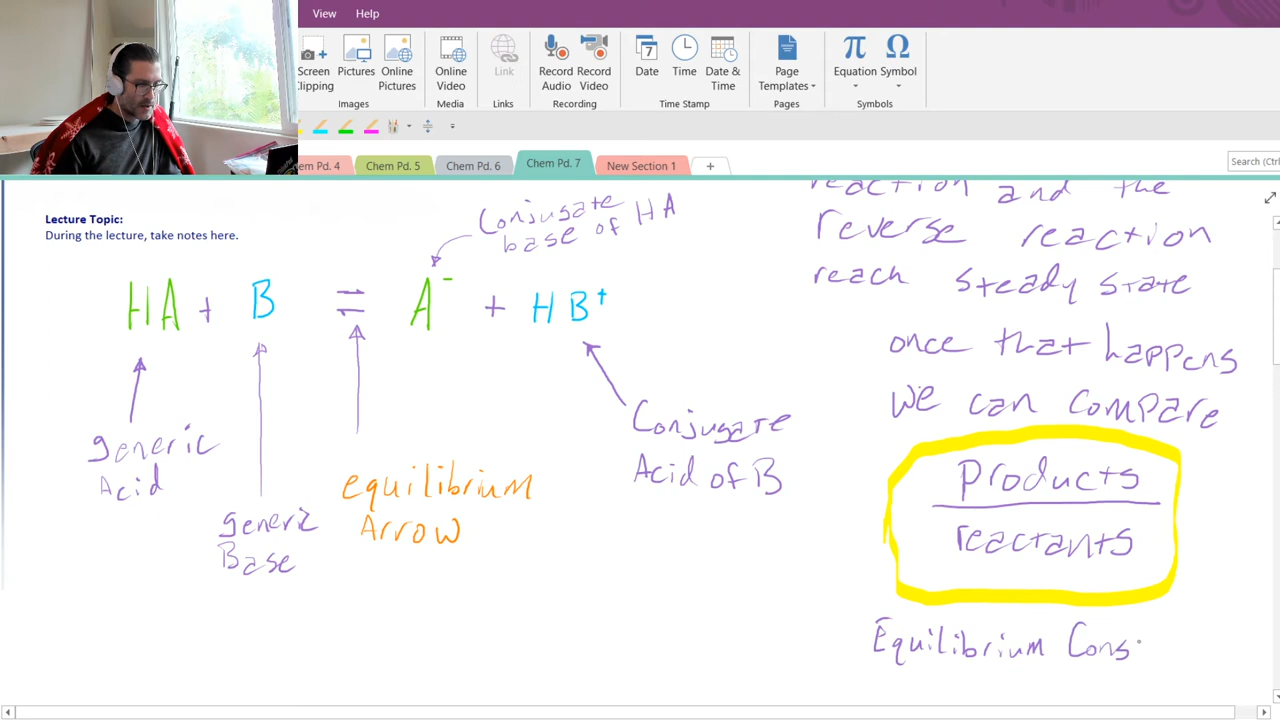 View Help
Screen Clipping
Pictures
Online Pictures
Online Video
Link
Record Audio
Record Video
Date
Time
Date & Time
Page Templates
Equation
Symbol
Images
Media
Links
Recording
Time Stamp
Pages
Symbols
Pd. 4
Chem Pd. 5
Chem Pd. 6
Chem Pd. 7
New Section 1
+
Search (Ctrl
Lecture Topic:
During the lecture, take notes here.
Conjugate
base of HA
HA + B ⇌ A⁻ + HB⁺
generic
Acid
generic
Base
equilibrium
Arrow
Conjugate
Acid of B
reaction and the
reverse reaction
reach steady state
once that happens
we can compare
products
reactants
Equilibrium Cons